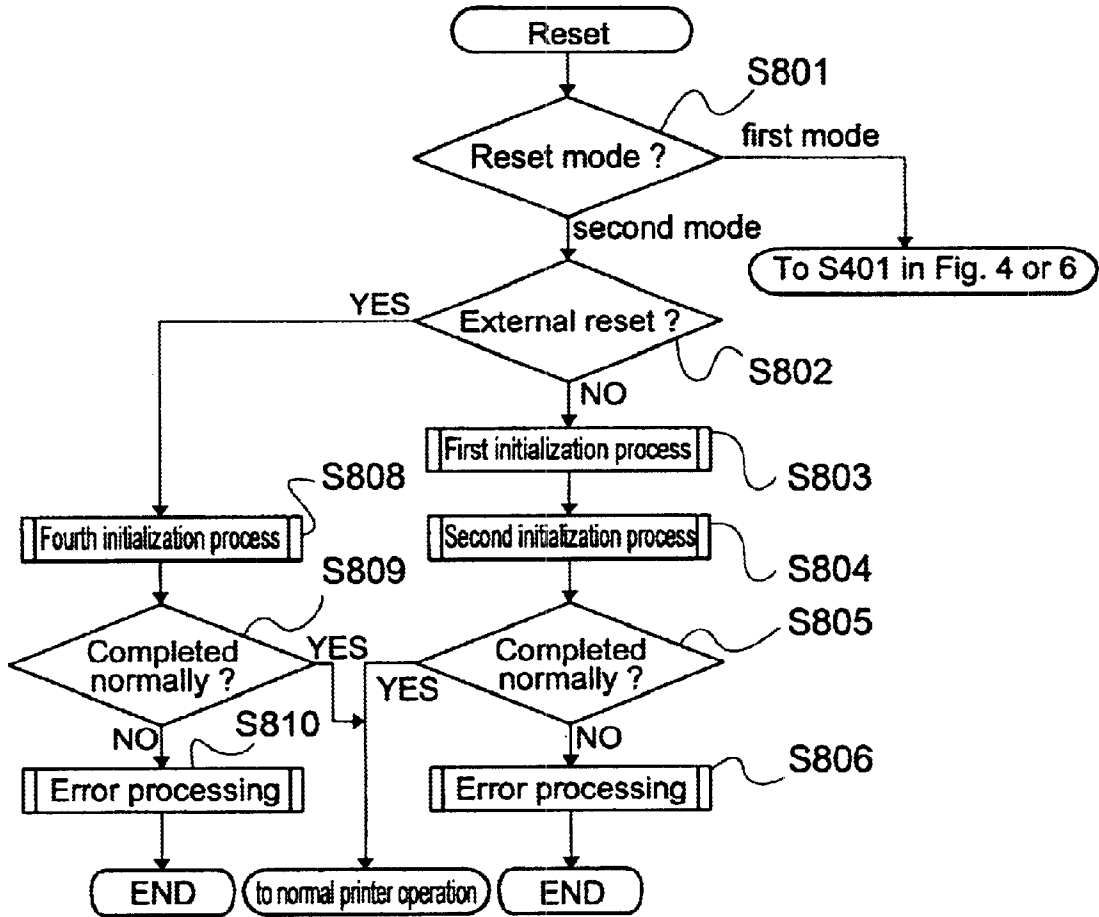 Reset
S801
Reset mode ?
first mode
second mode
To S401 in Fig. 4 or 6
YES
External reset ?
S802
NO
First initialization process
S803
S808
Fourth initialization process
Second initialization process
S804
S809
S805
Completed
normally ?
YES
YES
Completed
normally ?
NO
S810
NO
S806
Error processing
Error processing
END
to normal printer operation
END